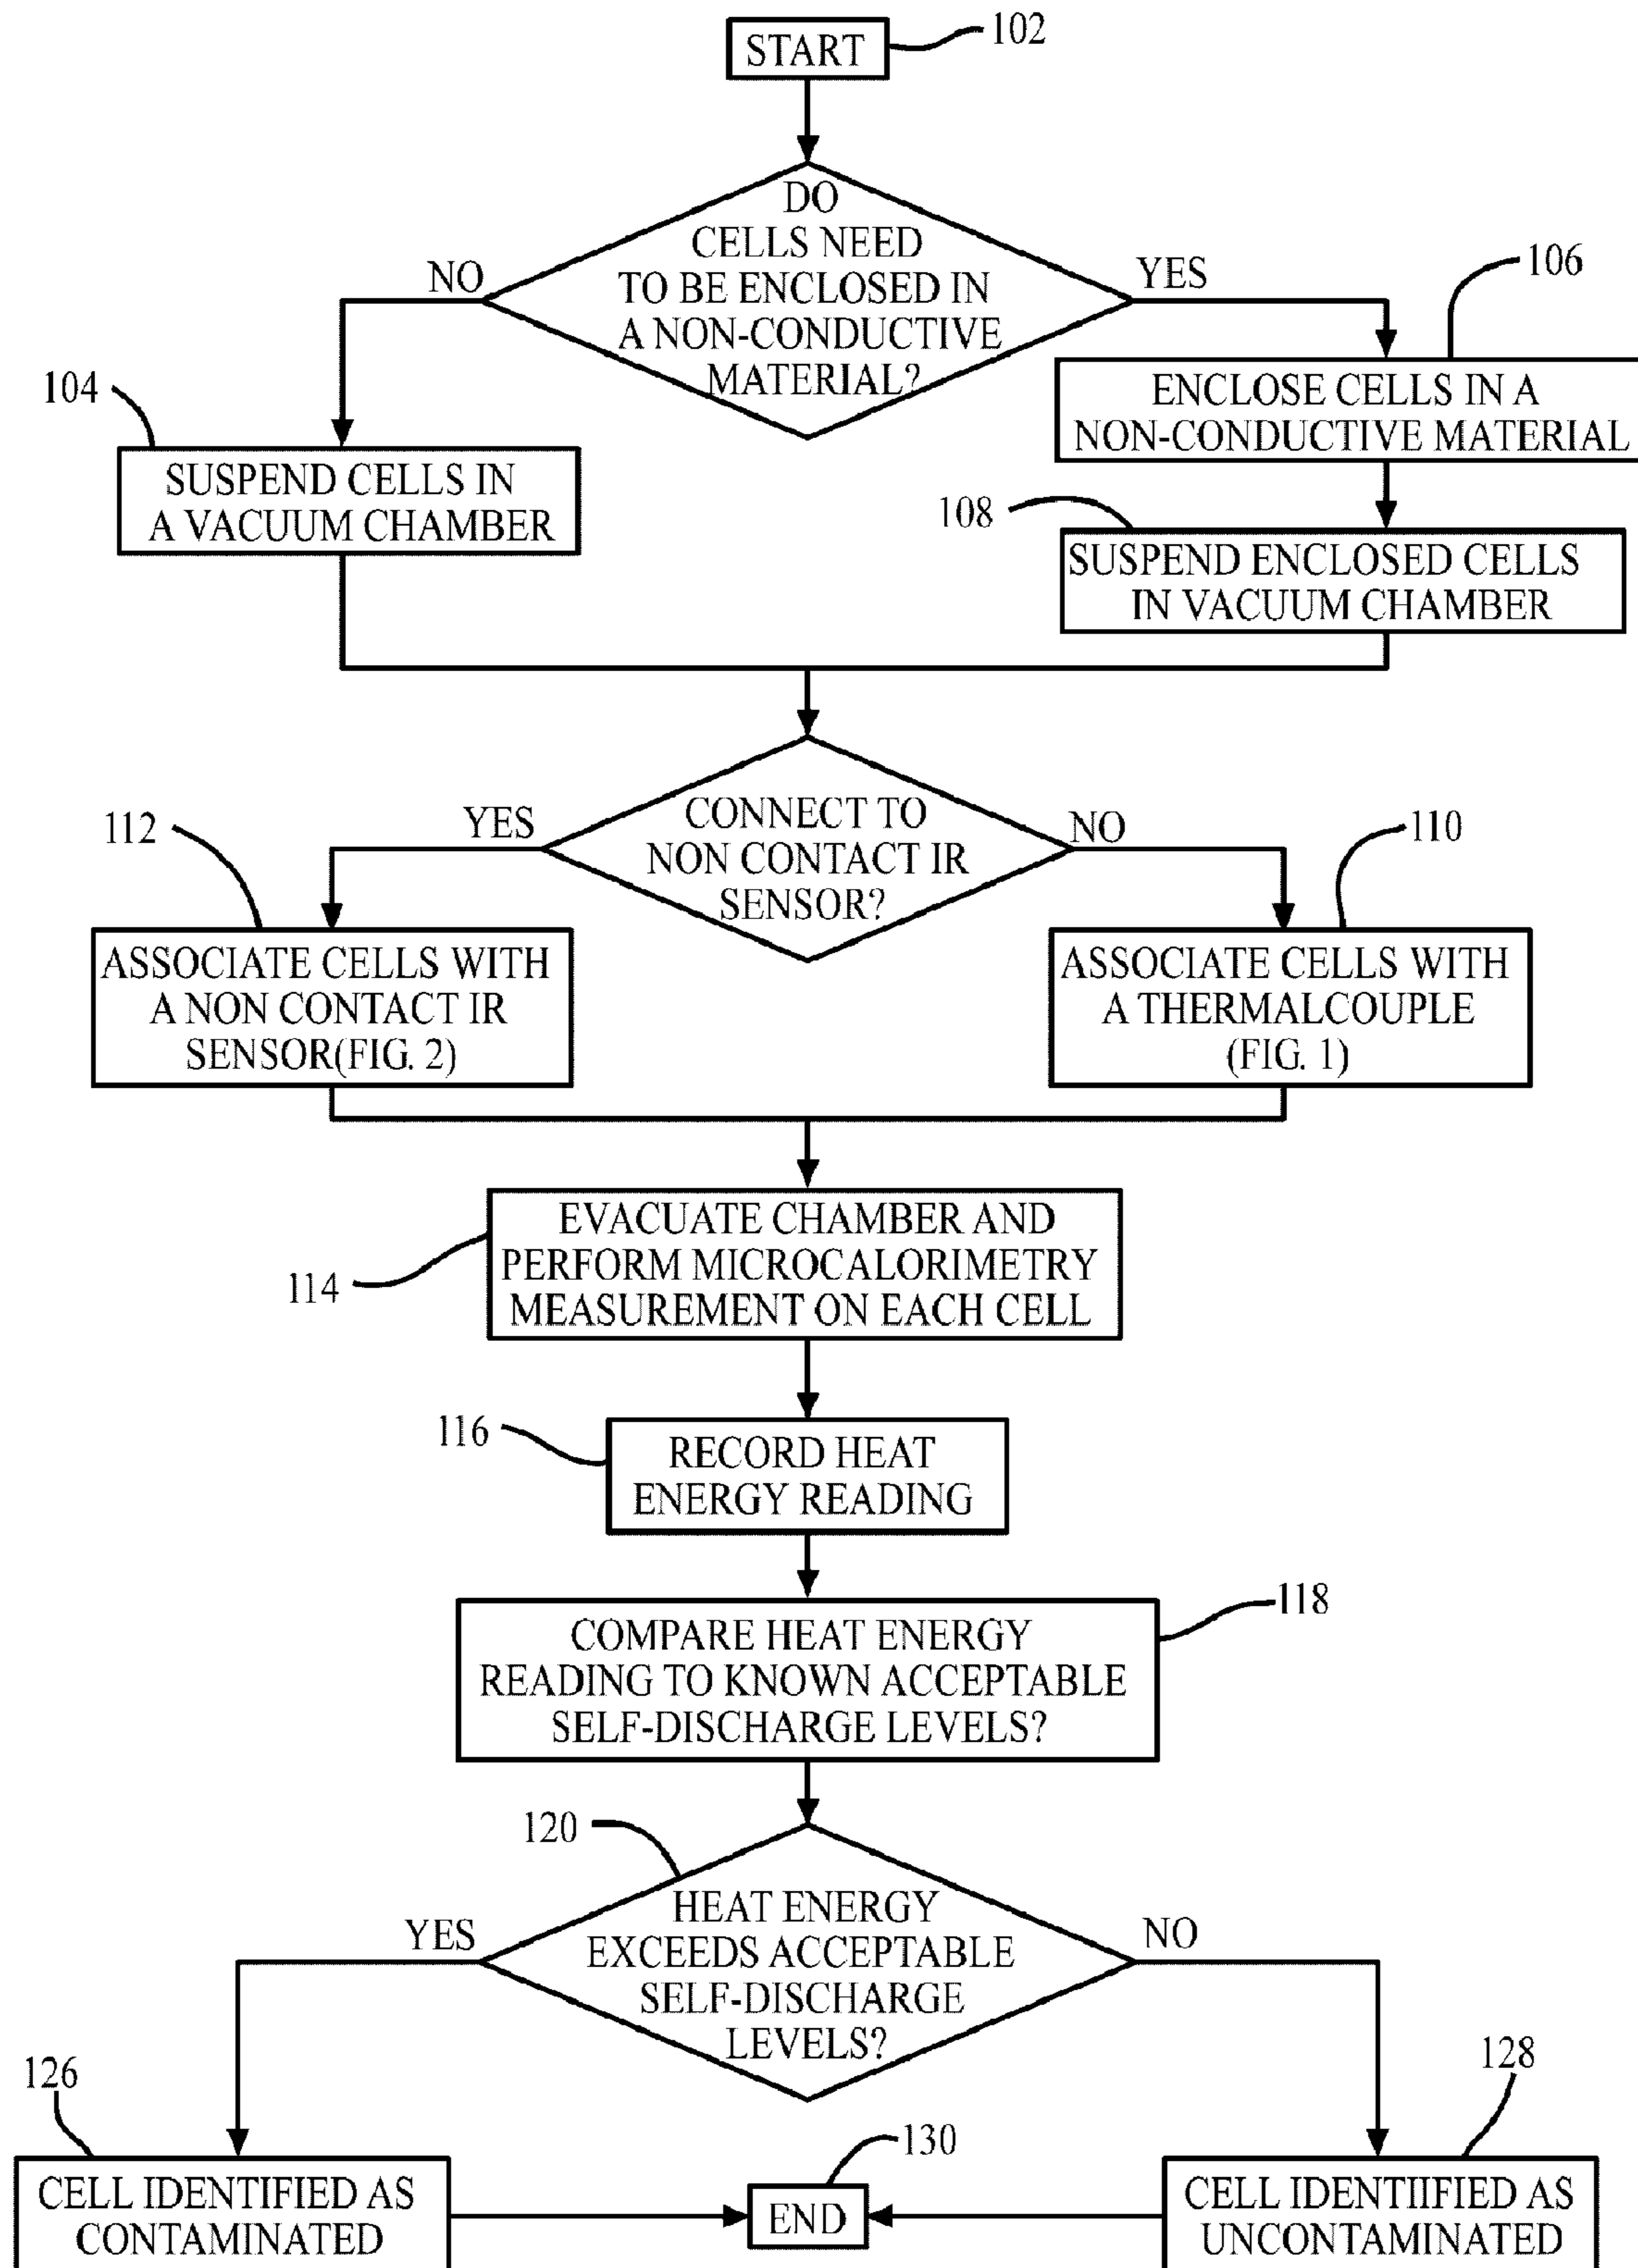 START
102
DO
CELLS NEED
TO BE ENCLOSED IN
A NON-CONDUCTIVE
MATERIAL?
NO
YES
106
104
ENCLOSE CELLS IN A
NON-CONDUCTIVE MATERIAL
SUSPEND CELLS IN
A VACUUM CHAMBER
108
SUSPEND ENCLOSED CELLS
IN VACUUM CHAMBER
CONNECT TO
NON CONTACT IR
SENSOR?
YES
NO
112
110
ASSOCIATE CELLS WITH
A NON CONTACT IR
SENSOR(FIG. 2)
ASSOCIATE CELLS WITH
A THERMALCOUPLE
(FIG. 1)
EVACUATE CHAMBER AND
PERFORM MICROCALORIMETRY
MEASUREMENT ON EACH CELL
114
116
RECORD HEAT
ENERGY READING
118
COMPARE HEAT ENERGY
READING TO KNOWN ACCEPTABLE
SELF-DISCHARGE LEVELS?
120
HEAT ENERGY
EXCEEDS ACCEPTABLE
SELF-DISCHARGE
LEVELS?
YES
NO
126
128
130
CELL IDENTIFIED AS
CONTAMINATED
END
CELL IDENTIIFIED AS
UNCONTAMINATED